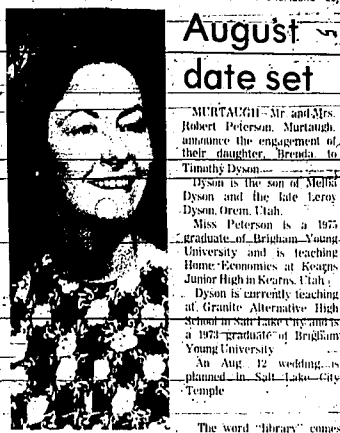 August 5
date set
MURTAUGH - Mr. and Mrs.
Robert Peterson, Murtaugh,
announce the engagement of
their daughter, Brenda, to
Timothy Dyson.
Dyson is the son of Melba
Dyson and the late Leroy
Dyson, Orem, Utah.
Miss Peterson is a 1975
graduate of Brigham Young
University and is teaching
Home Economics at Kearns
Junior High in Kearns, Utah.
Dyson is currently teaching
at Granite Alternative High
School in Salt Lake City and is
a 1973 graduate of Brigham
Young University
An Aug. 12 wedding is
planned in Salt Lake City
Temple
The word "library" comes